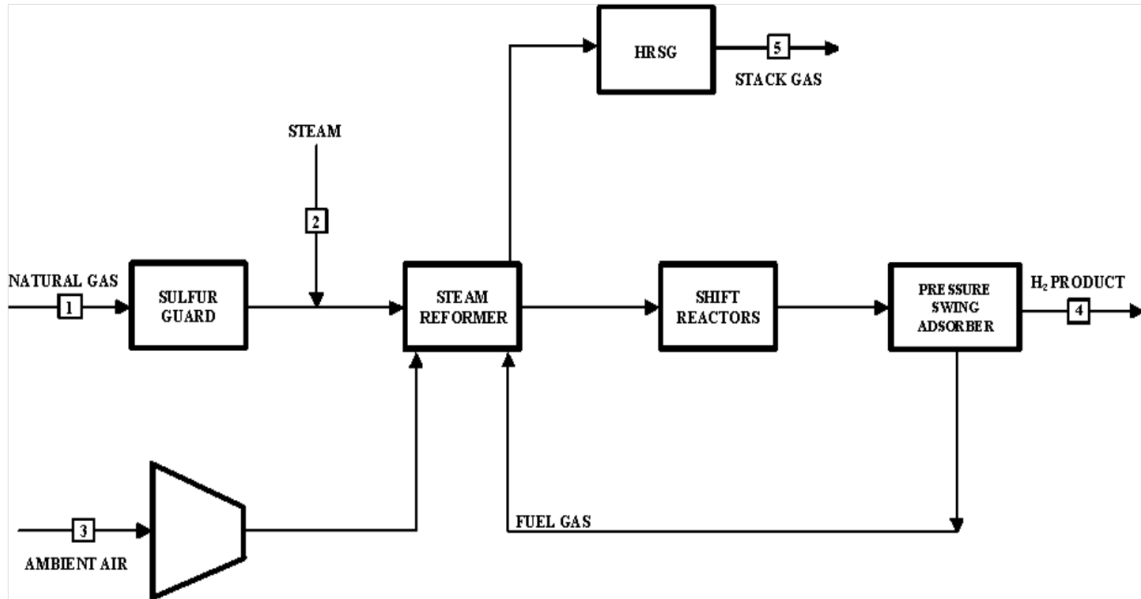 HRSG
5
STACK GAS
STEAM
2
NATURAL GAS
1
SULFUR
GUARD
STEAM
REFORMER
SHIFT
REACTORS
PRESSURE
SWING
ADSORBER
H₂ PRODUCT
4
3
AMBIENT AIR
FUEL GAS